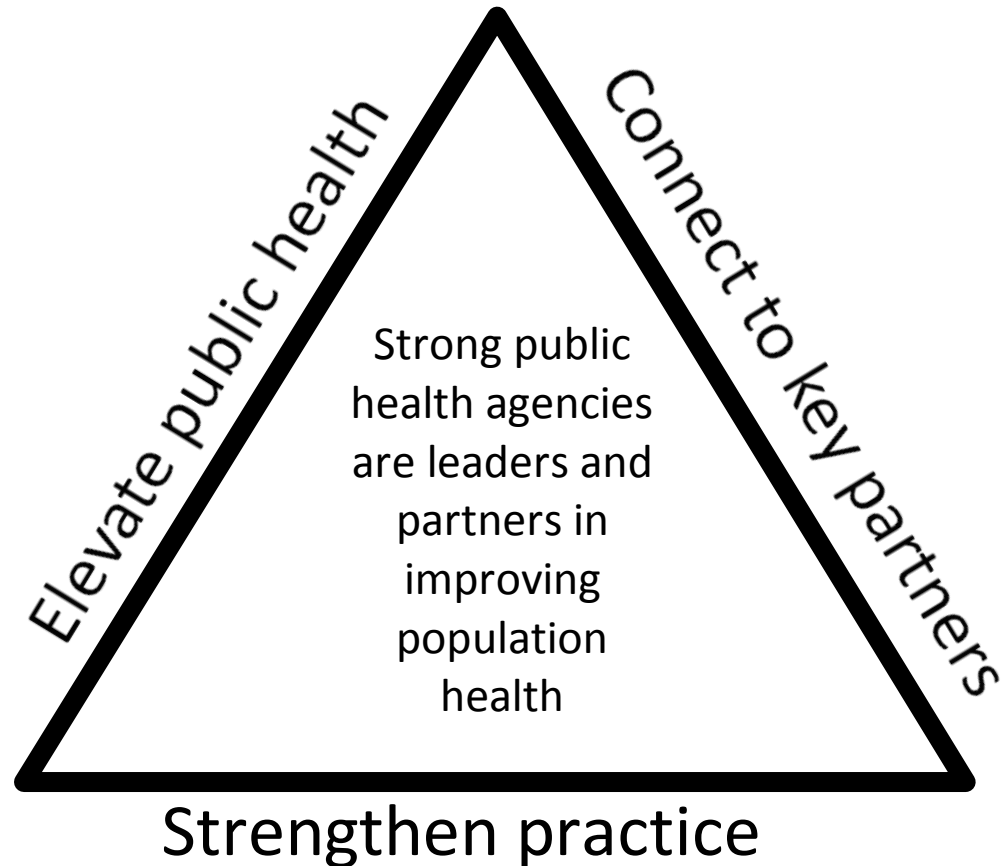 Elevate public health
Connect to key partners
Strong public
health agencies
are leaders and
partners in
improving
population
health
Strengthen practice